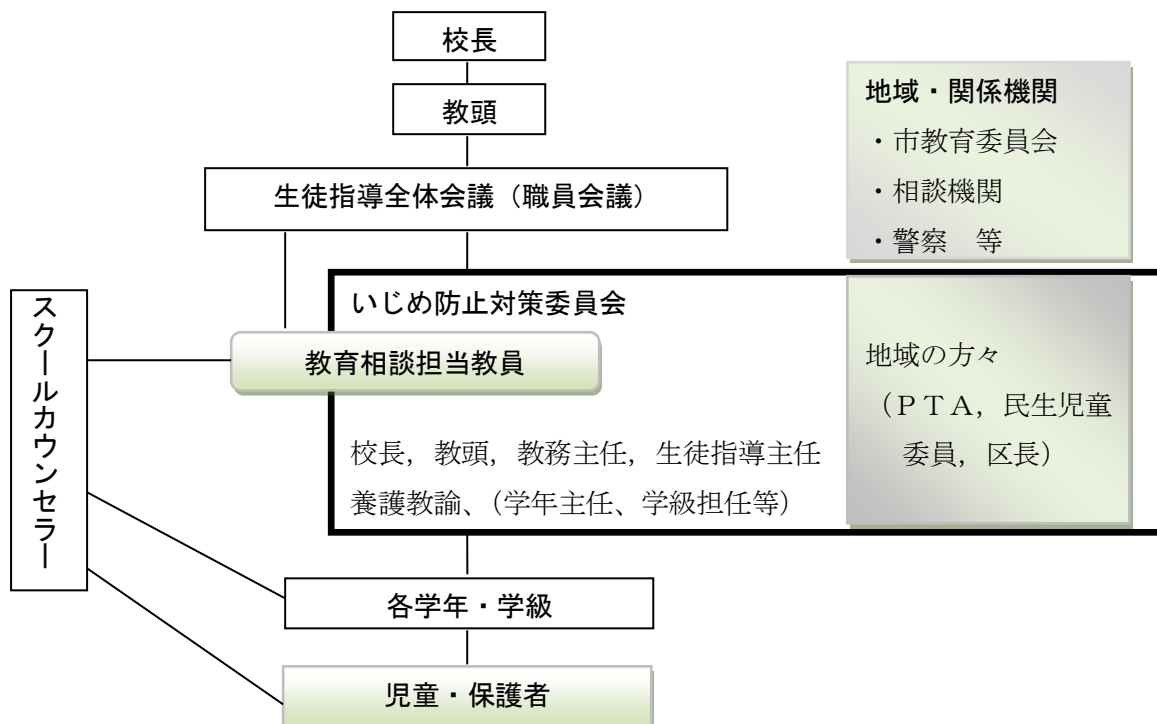 校長
教頭
生徒指導全体会議（職員会議）
地域・関係機関
・市教育委員会
・相談機関
・警察　等
スクールカウンセラー
いじめ防止対策委員会
教育相談担当教員
校長，教頭，教務主任，生徒指導主任
養護教諭、（学年主任、学級担任等）
地域の方々
（ＰＴＡ，民生児童
委員，区長）
各学年・学級
児童・保護者